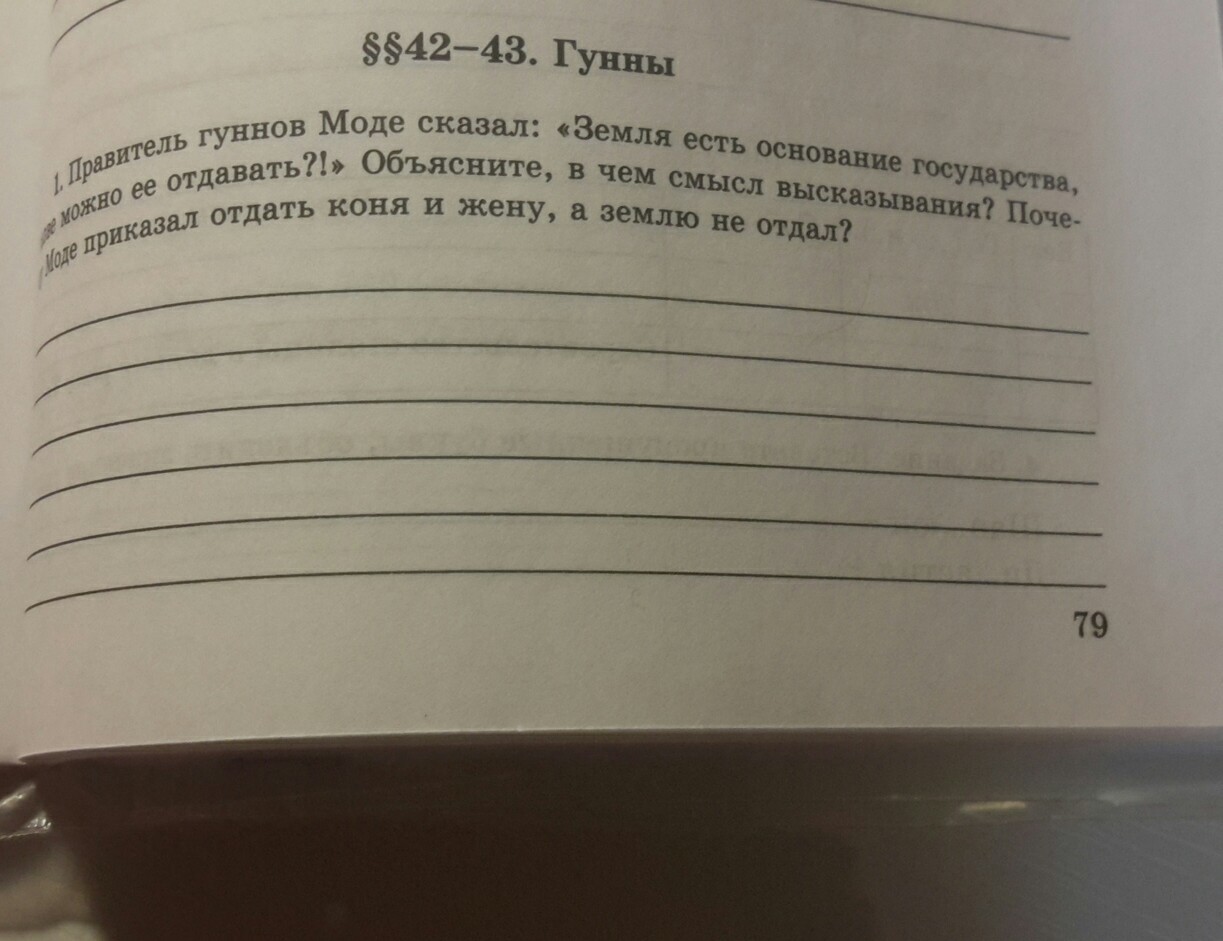 §§42–43. Гунны
1. Правитель гуннов Моде сказал: «Земля есть основание государства,
можно ее отдавать?!» Объясните, в чем смысл высказывания? Поче-
Моде приказал отдать коня и жену, а землю не отдал?
79